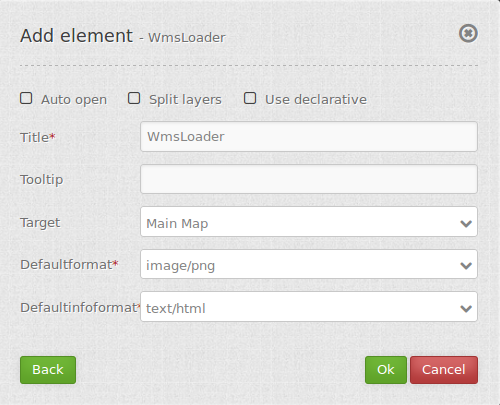 Add element - WmsLoader
Auto open Split layers Use declarative
Title* WmsLoader
Tooltip
Target Main Map
Defaultformat* image/png
Defaultinfoformat* text/html
Back Ok Cancel